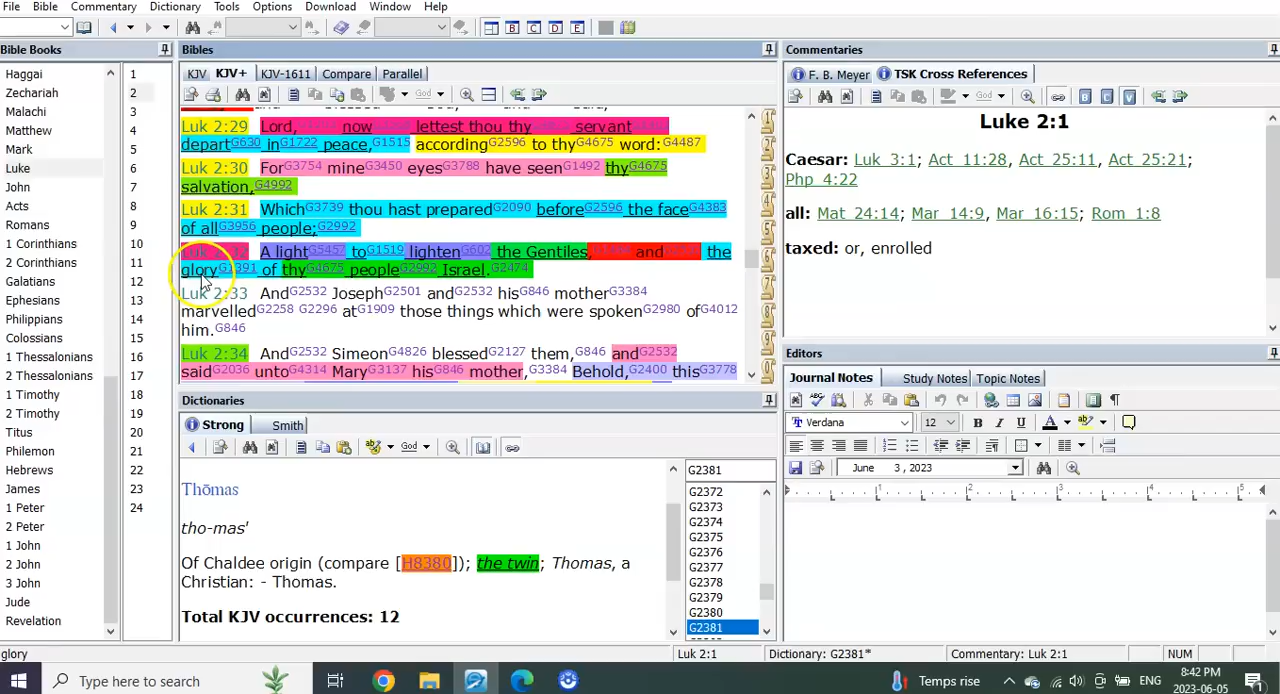 File Bible Commentary Dictionary Tools Options Download Window Help
B C D E
Bible Books
Haggai
Zechariah
Malachi
Matthew
Mark
Luke
John
Acts
Romans
1 Corinthians
2 Corinthians
Galatians
Ephesians
Philippians
Colossians
1 Thessalonians
2 Thessalonians
1 Timothy
2 Timothy
Titus
Philemon
Hebrews
James
1 Peter
2 Peter
1 John
2 John
3 John
Jude
Revelation
1
2
3
4
5
6
7
8
9
10
11
12
13
14
15
16
17
18
19
20
21
22
23
24
Bibles
KJV KJV+ KJV-1611 Compare Parallel
God
Luk 2:29 Lord, now lettest thou thy servant
depart G630 in G1722 peace, G1515 according G2596 to thy G4675 word: G4487
Luk 2:30 For G3754 mine G3450 eyes G3788 have seen G1492 thy G4675
salvation, G4992
Luk 2:31 Which G3739 thou hast prepared G2090 before G2596 the face G4383
of all G3956 people; G2992
A light G5457 to G1519 lighten G602 the Gentiles, and the
glory G1391 of thy G4675 people G2992 Israel. G2474
Luk 2:33 And G2532 Joseph G2501 and G2532 his G846 mother G3384
marvelled G2258 G2296 at G1909 those things which were spoken G2980 of G4012
him. G846
Luk 2:34 And G2532 Simeon G4826 blessed G2127 them, G846 and G2532
said G2036 unto G4314 Mary G3137 his G846 mother, G3384 Behold, G2400 this G3778
Dictionaries
Strong Smith
God
G2381
Thōmas
tho-mas'
Of Chaldee origin (compare [H8380]); the twin; Thomas, a
Christian: - Thomas.
Total KJV occurrences: 12
G2372
G2373
G2374
G2375
G2376
G2377
G2378
G2379
G2380
G2381
Commentaries
F. B. Meyer TSK Cross References
God B C V
Luke 2:1
Caesar: Luk 3:1; Act 11:28, Act 25:11, Act 25:21;
Php 4:22
all: Mat 24:14; Mar 14:9, Mar 16:15; Rom 1:8
taxed: or, enrolled
Editors
Journal Notes Study Notes Topic Notes
Verdana 12 B I U A
June 3, 2023
1 2 3 4 5
glory Luk 2:1 Dictionary: G2381* Commentary: Luk 2:1 NUM
Type here to search
Temps rise
ENG
8:42 PM
2023-06-05
1